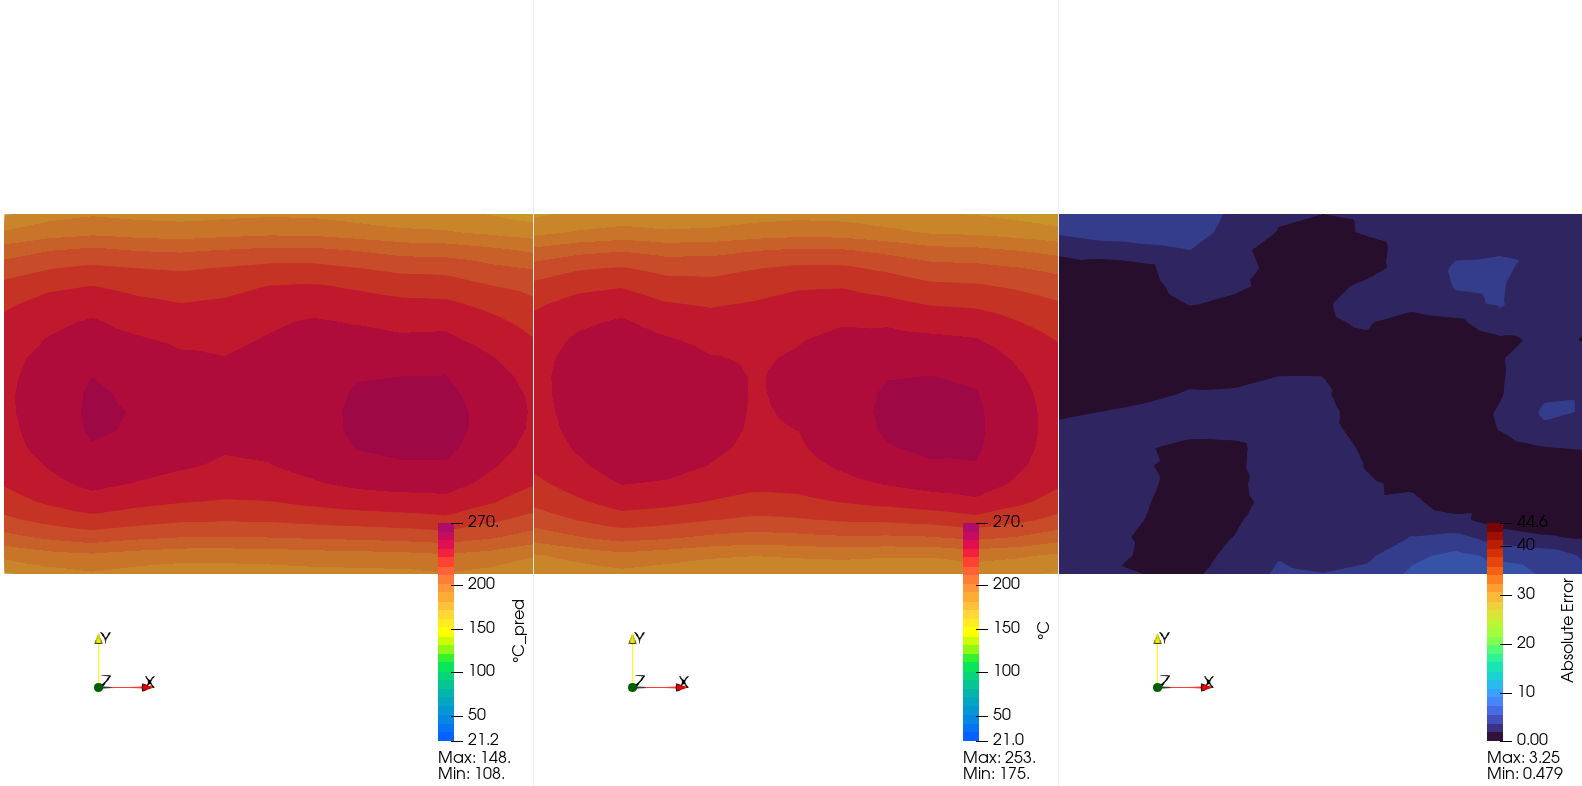 270.
200
150
100
50
21.2
°C_pred
Max: 148.
Min: 108.
Y
Z
X
270.
200
150
100
50
21.0
°C
Max: 253.
Min: 175.
Y
Z
X
44.6
40
30
20
10
0.00
Absolute Error
Max: 3.25
Min: 0.479
Y
Z
X